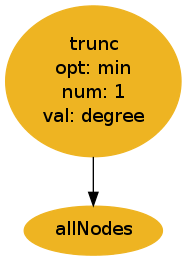 trunc
opt: min
num: 1
val: degree
allNodes